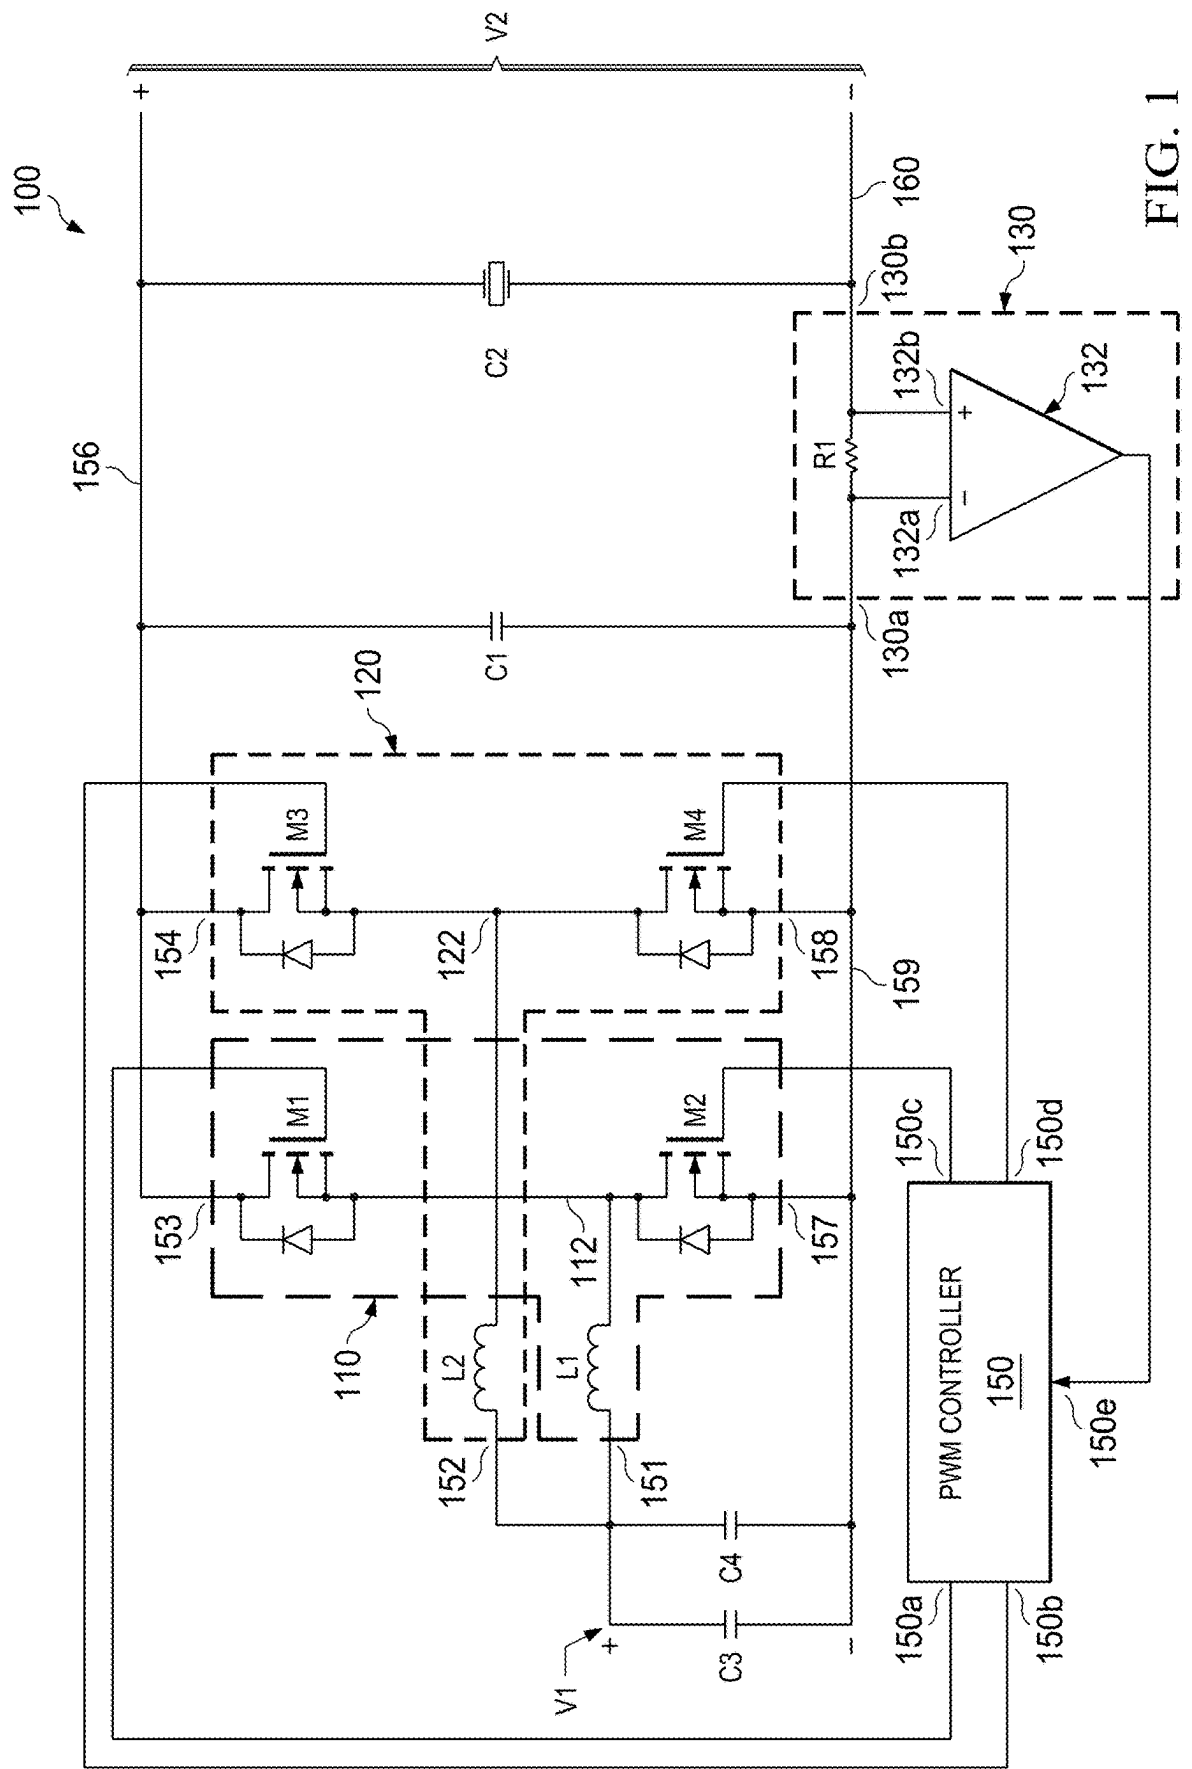 100
156
+
V2
154
M3
120
C1
C2
153
M1
122
110
L2
152
112
L1
151
M4
158
M2
157
159
R1
130a
130b
160
−
V1
+
C3
C4
−
132a
−
132b
+
132
130
150a
150b
150c
150d
PWM CONTROLLER
150
150e
FIG. 1